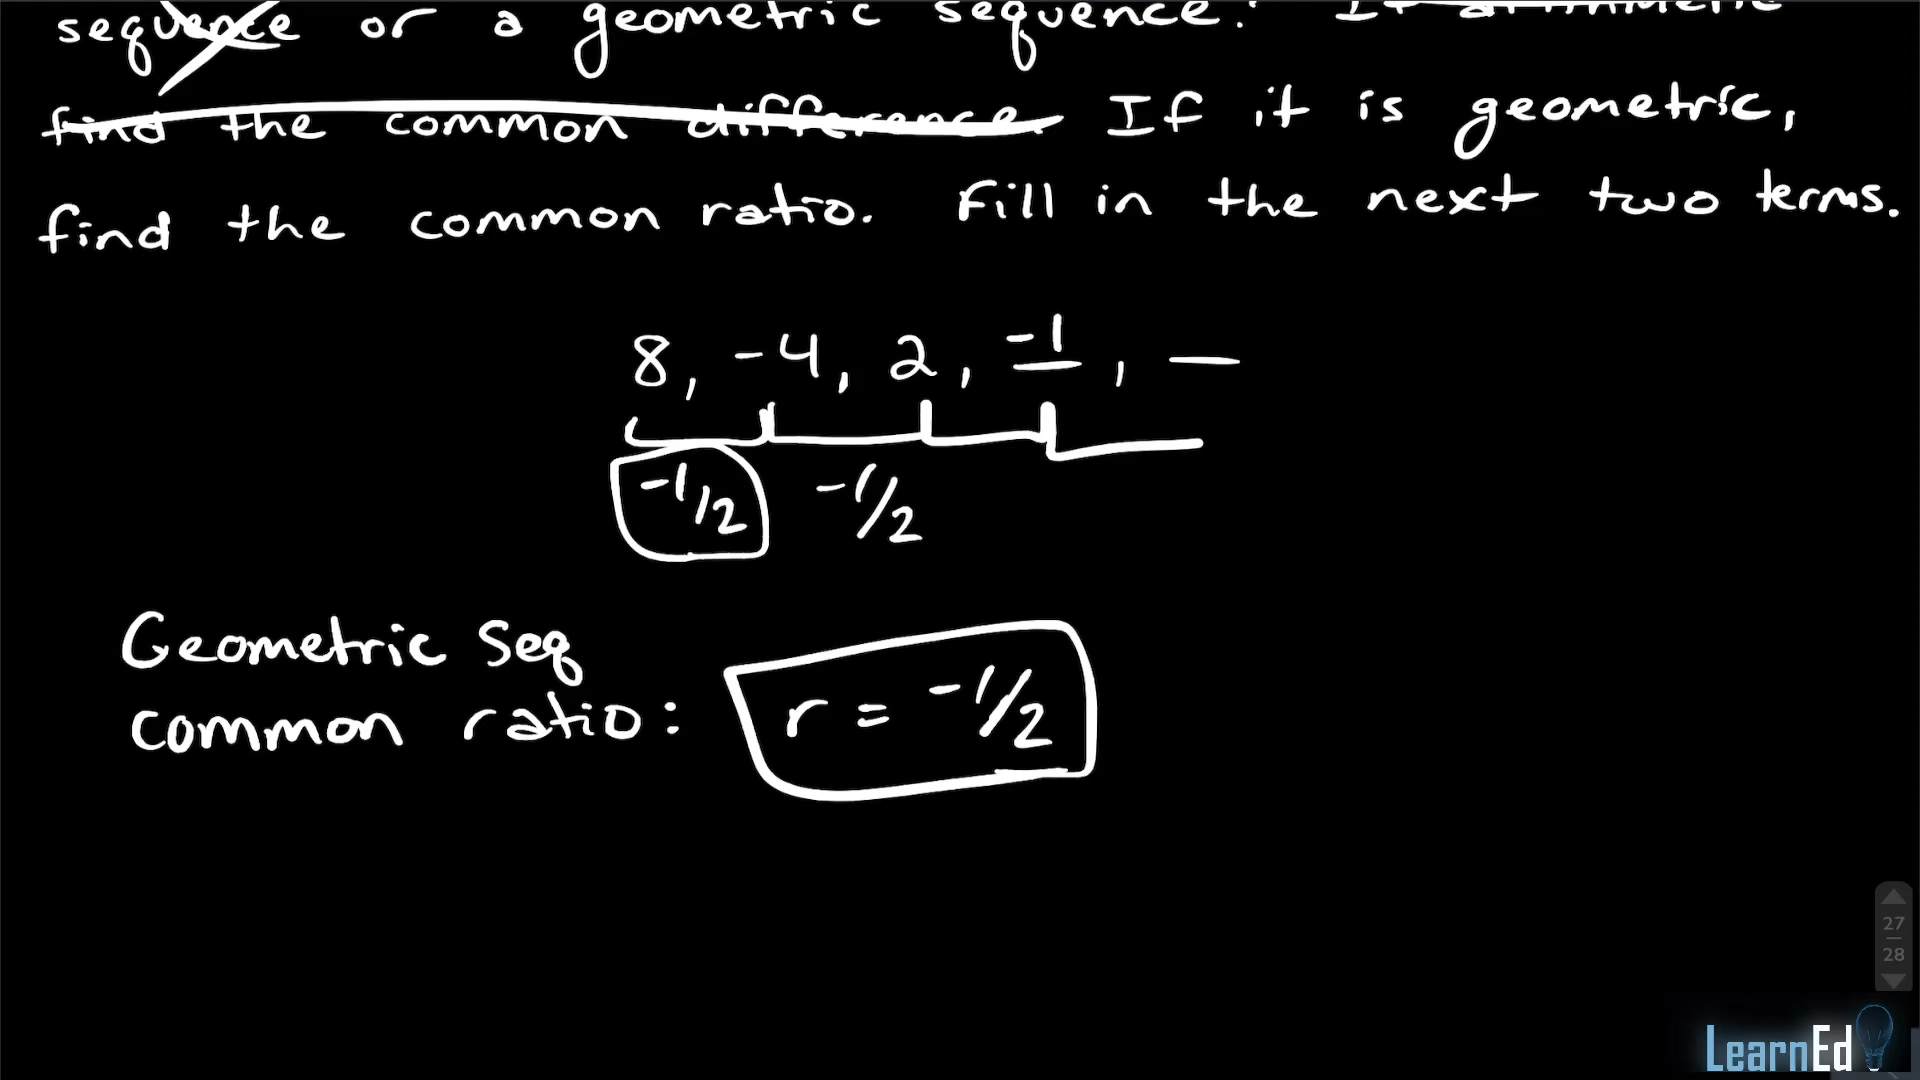 sequence or a geometric sequence? If arithmetic
find the common difference. If it is geometric,
find the common ratio. Fill in the next two terms.
8, -4, 2, -1, —
-1/2 -1/2
Geometric Seq
common ratio: r = -1/2
27
28
LearnEd